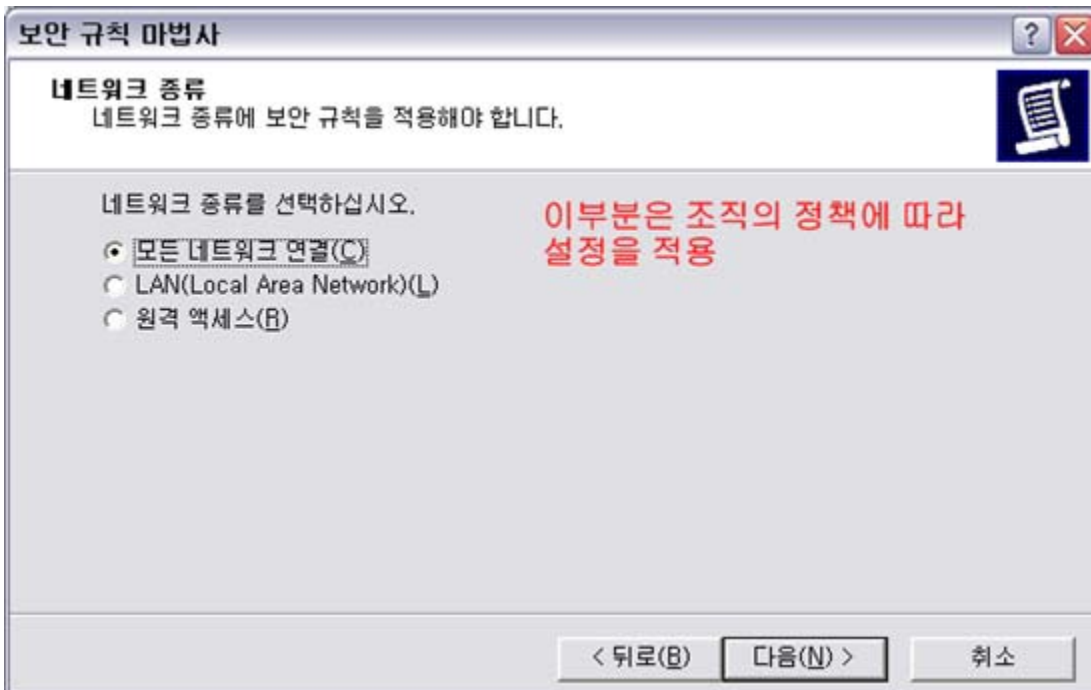 보안 규칙 마법사
네트워크 종류
네트워크 종류에 보안 규칙을 적용해야 합니다.
네트워크 종류를 선택하십시오.
모든 네트워크 연결(C)
LAN(Local Area Network)(L)
원격 액세스(R)
이부분은 조직의 정책에 따라
설정을 적용
< 뒤로(B)
다음(N) >
취소